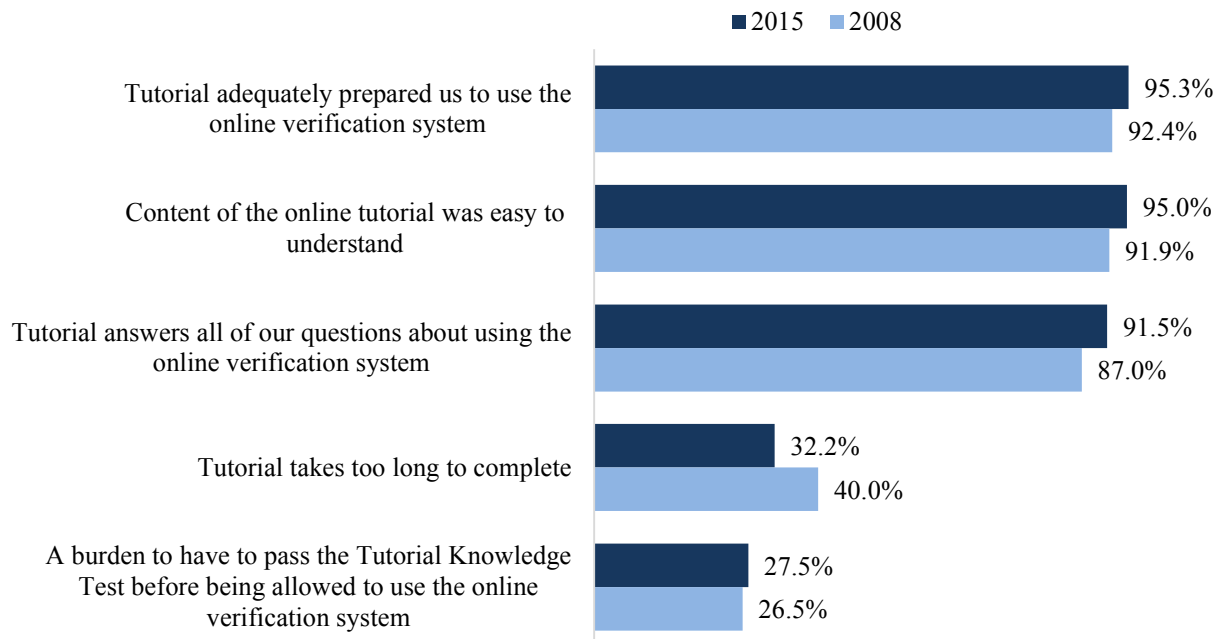 2015 2008
Tutorial adequately prepared us to use the
online verification system
95.3%
92.4%
Content of the online tutorial was easy to
understand
95.0%
91.9%
Tutorial answers all of our questions about using the
online verification system
91.5%
87.0%
Tutorial takes too long to complete
32.2%
40.0%
A burden to have to pass the Tutorial Knowledge
Test before being allowed to use the online
verification system
27.5%
26.5%